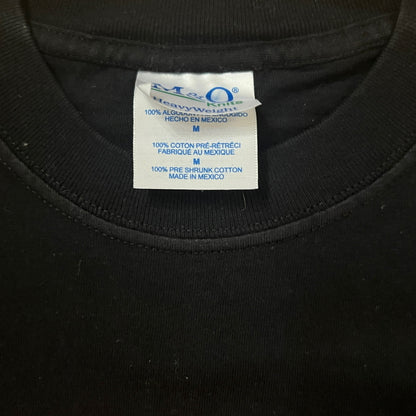 M&O®
Knits
HeavyWeight
100% ALGODON
HECHO EN MEXICO
M
100% COTON PRÉ-RÉTRÉCI
FABRIQUÉ AU MEXIQUE
M
100% PRE SHRUNK COTTON
MADE IN MEXICO